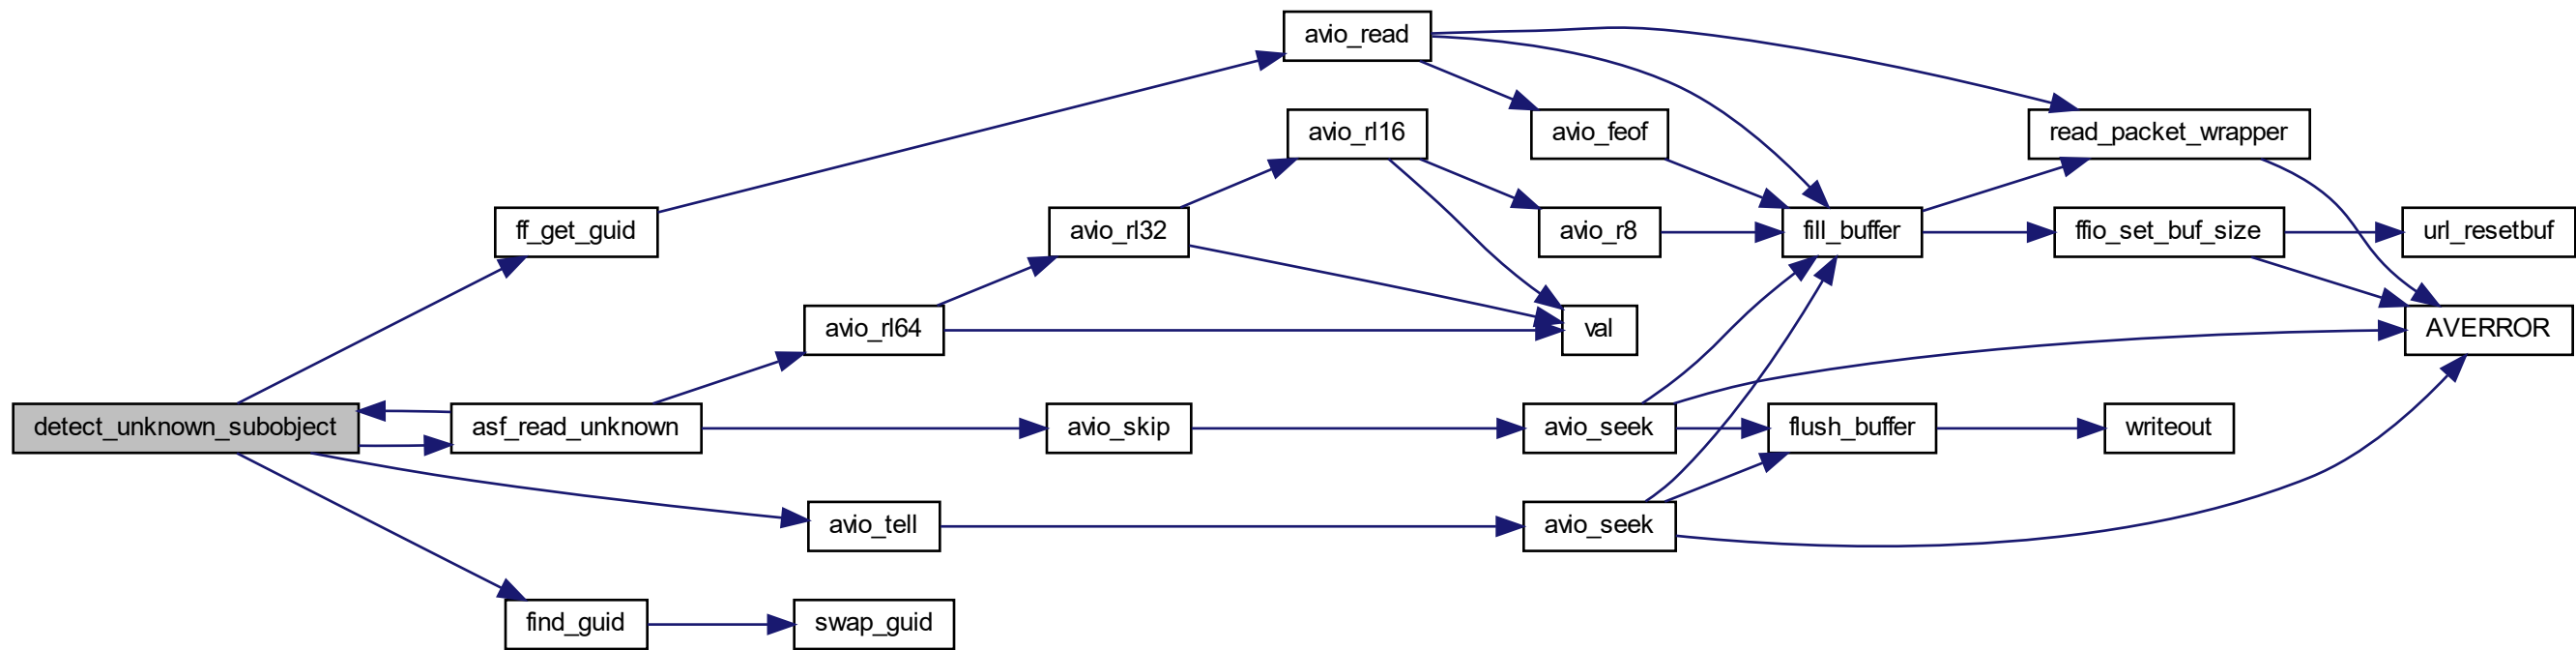 avio_read
avio_rl16
avio_feof
read_packet_wrapper
ff_get_guid
avio_rl32
avio_r8
fill_buffer
ffio_set_buf_size
url_resetbuf
avio_rl64
val
AVERROR
detect_unknown_subobject
asf_read_unknown
avio_skip
avio_seek
flush_buffer
writeout
avio_tell
avio_seek
find_guid
swap_guid